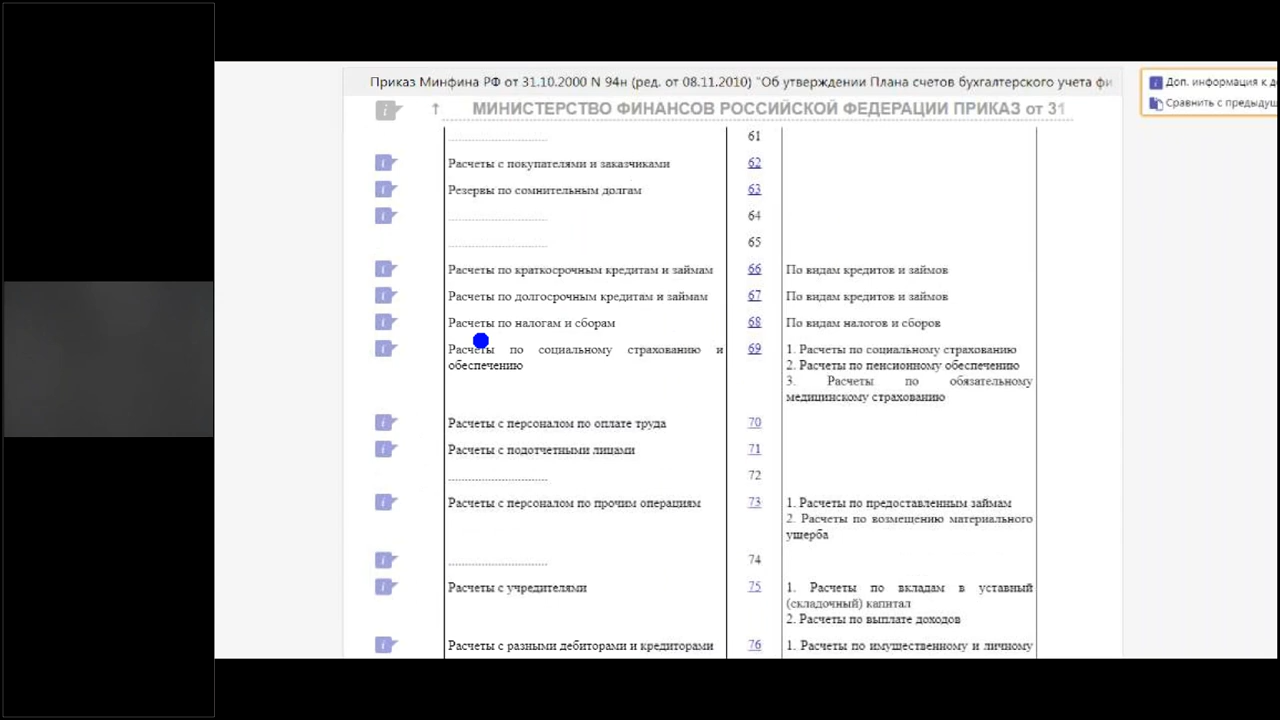 Приказ Минфина РФ от 31.10.2000 N 94н (ред. от 08.11.2010) "Об утверждении Плана счетов бухгалтерского учета фи
Доп. информация к д
Сравнить с предыдущ
МИНИСТЕРСТВО ФИНАНСОВ РОССИЙСКОЙ ФЕДЕРАЦИИ ПРИКАЗ от 31
61
Расчеты с покупателями и заказчиками 62
Резервы по сомнительным долгам 63
64
65
Расчеты по краткосрочным кредитам и займам 66 По видам кредитов и займов
Расчеты по долгосрочным кредитам и займам 67 По видам кредитов и займов
Расчеты по налогам и сборам 68 По видам налогов и сборов
Расчеты по социальному страхованию и 69 1. Расчеты по социальному страхованию
обеспечению 2. Расчеты по пенсионному обеспечению
3. Расчеты по обязательному
медицинскому страхованию
Расчеты с персоналом по оплате труда 70
Расчеты с подотчетными лицами 71
72
Расчеты с персоналом по прочим операциям 73 1. Расчеты по предоставленным займам
2. Расчеты по возмещению материального
ущерба
74
Расчеты с учредителями 75 1. Расчеты по вкладам в уставный
(складочный) капитал
2. Расчеты по выплате доходов
Расчеты с разными дебиторами и кредиторами 76 1. Расчеты по имущественному и личному